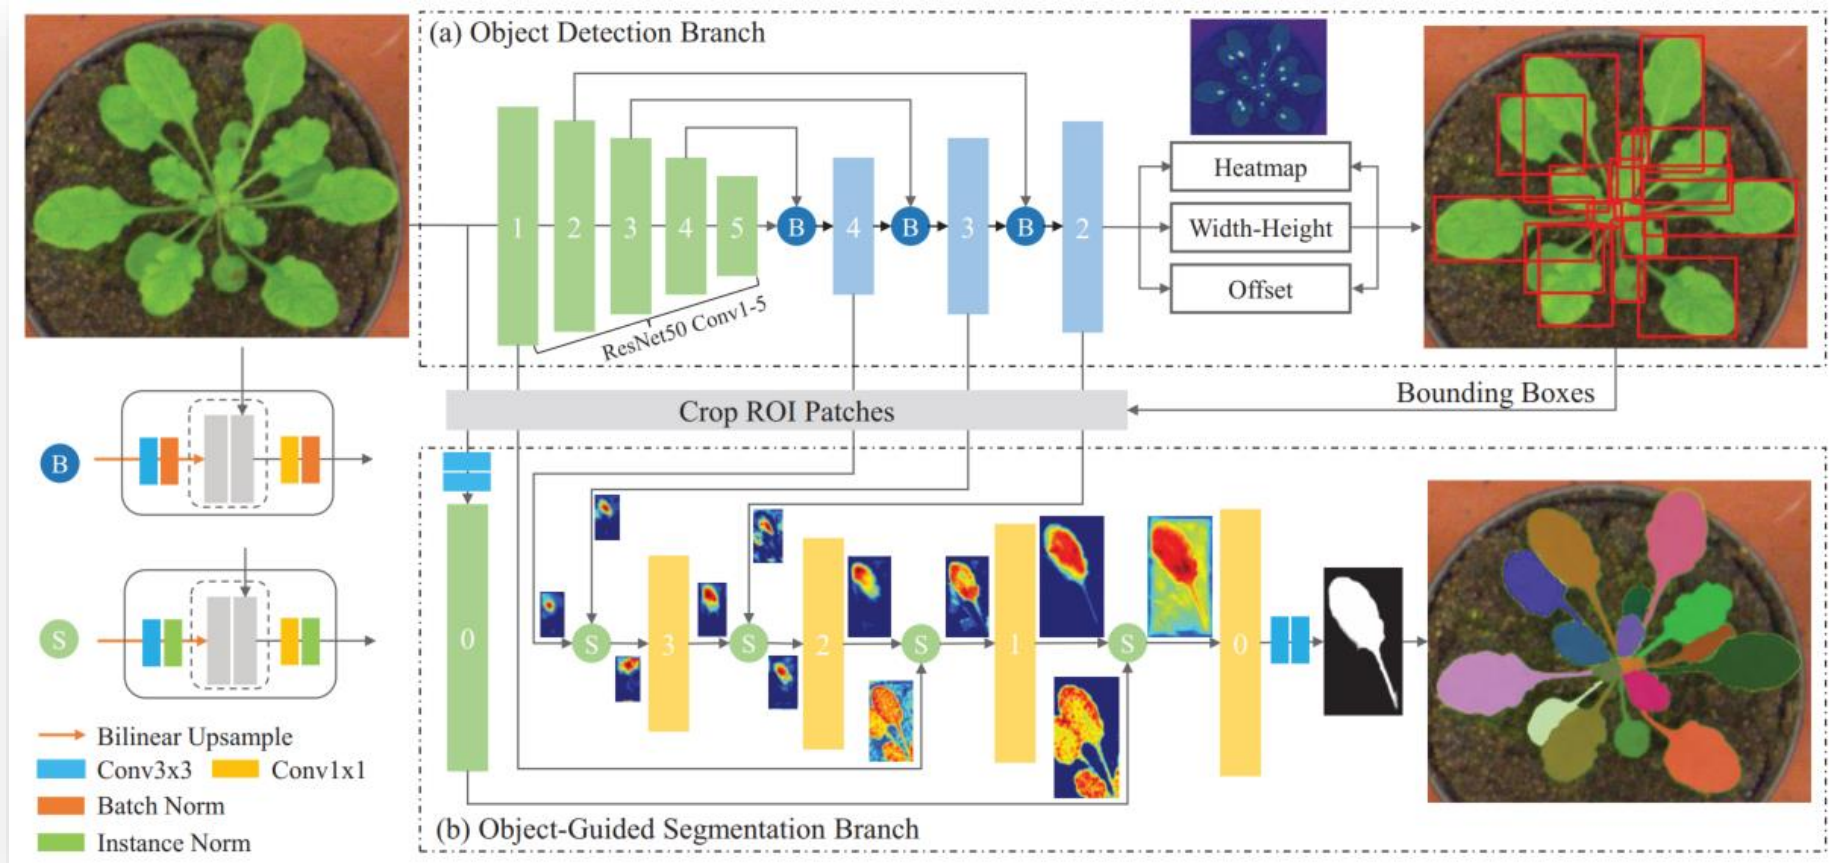 (a) Object Detection Branch
1
2
3
4
5
B
4
B
3
B
2
ResNet50 Conv1-5
Heatmap
Width-Height
Offset
Crop ROI Patches
Bounding Boxes
B
S
Bilinear Upsample
Conv3x3
Conv1x1
Batch Norm
Instance Norm
0
S
3
S
2
S
1
S
0
(b) Object-Guided Segmentation Branch